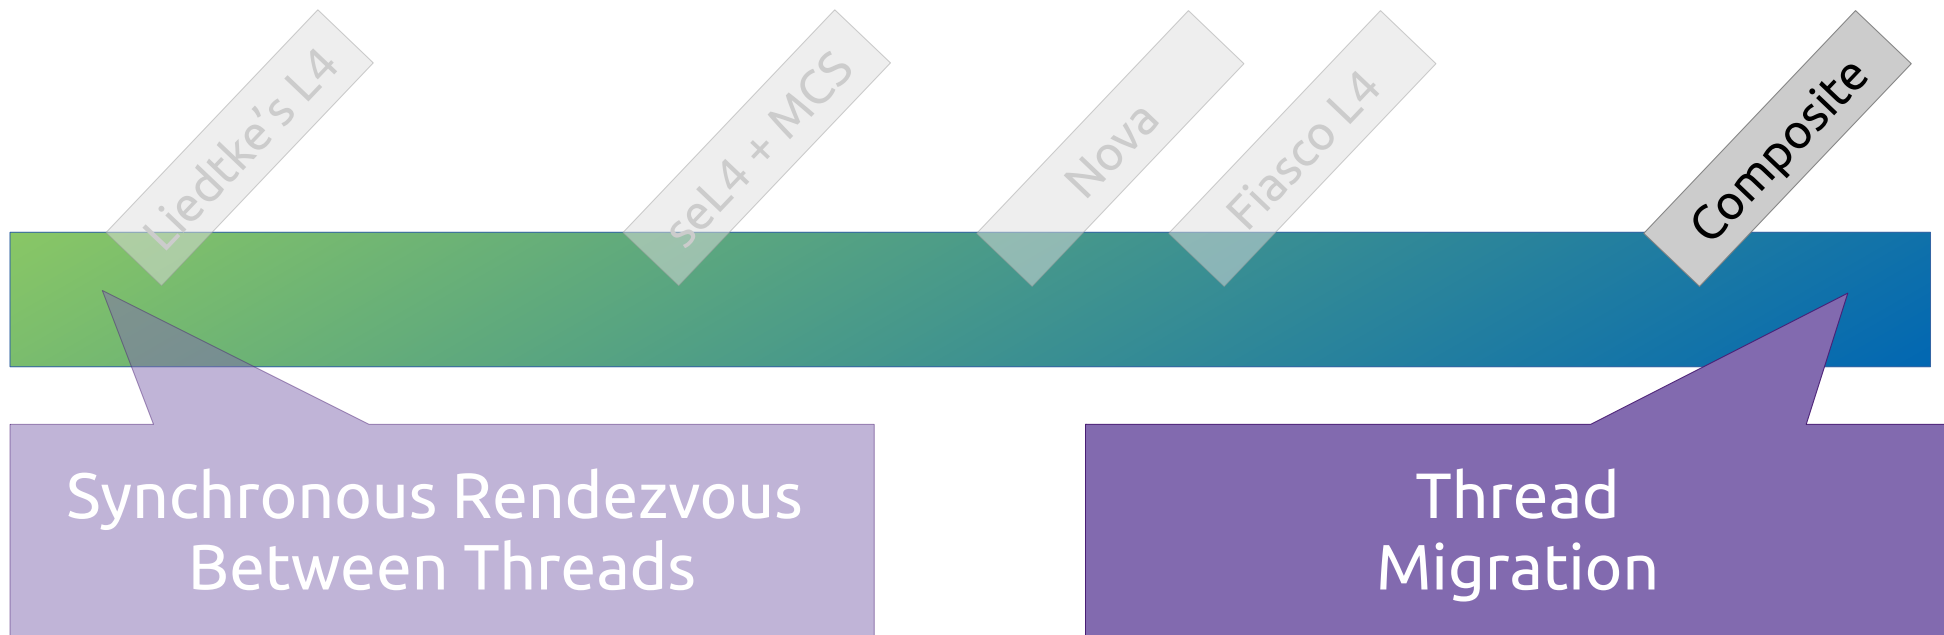 Liedtke's L4
seL4 + MCS
Nova
Fiasco L4
Composite
Synchronous Rendezvous
Between Threads
Thread
Migration